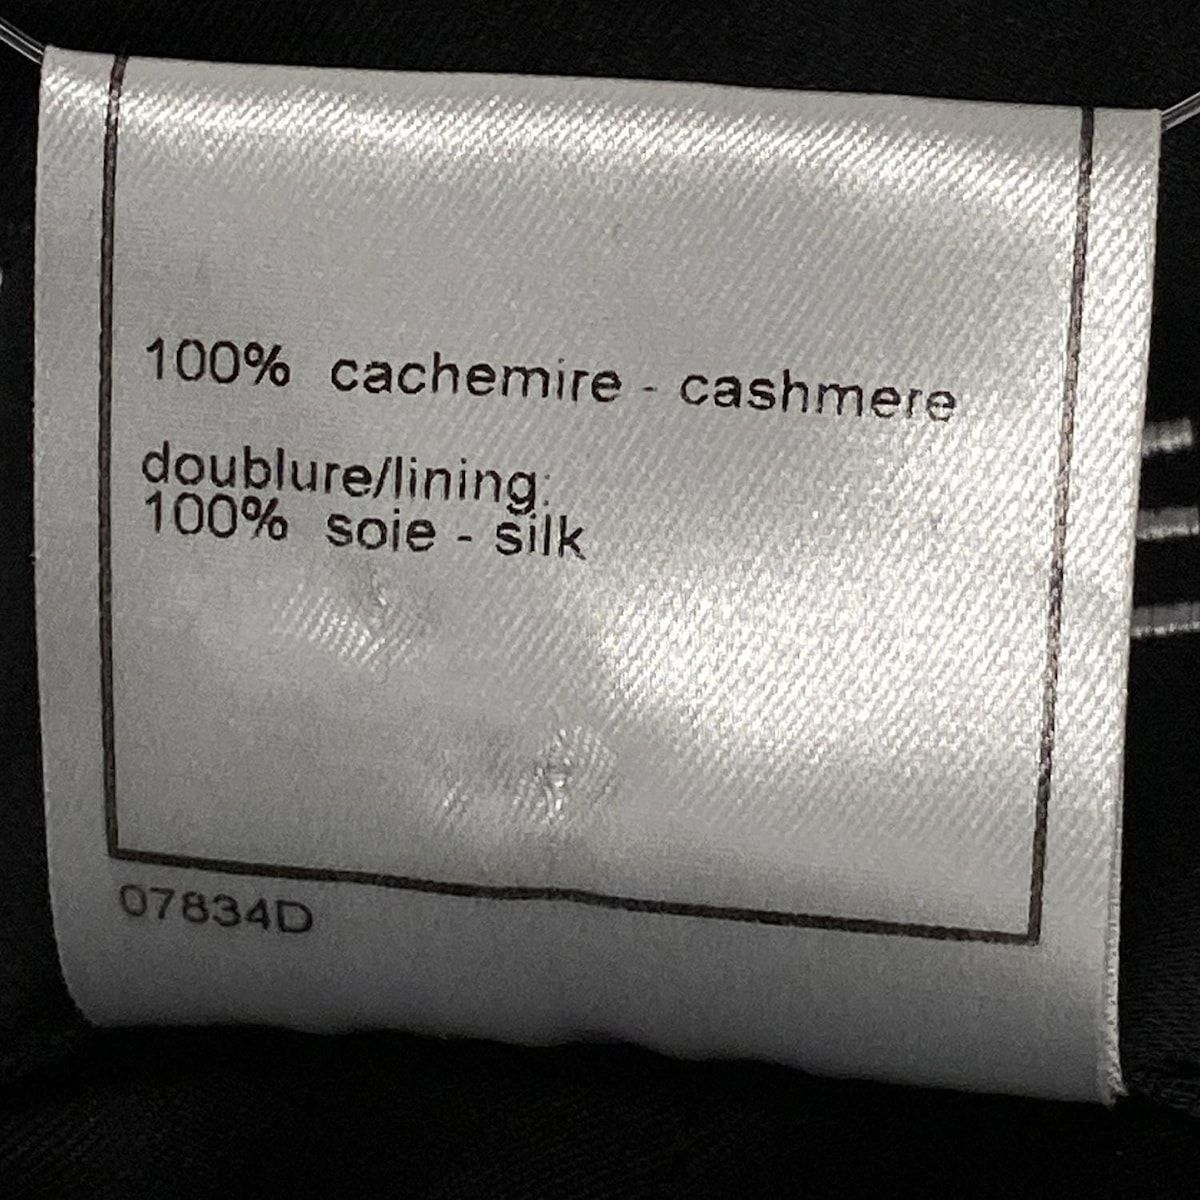 100% cachemire - cashmere
doublure/lining:
100% soie - silk
07834D